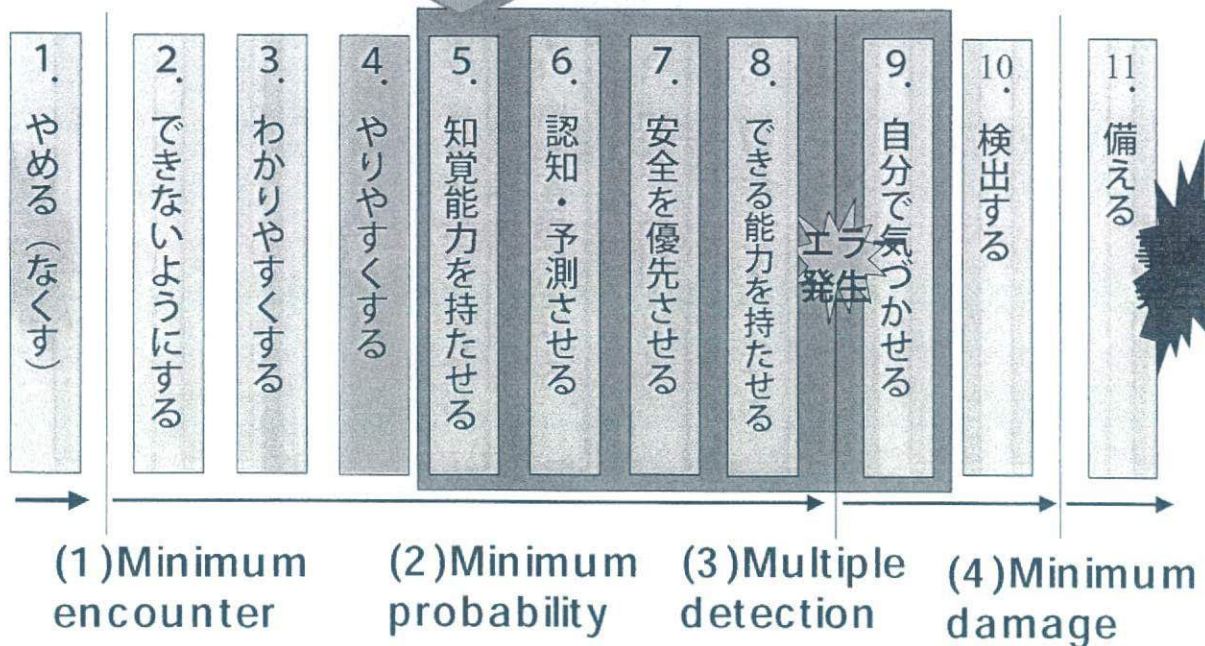 1. やめる（なくす）
2. できないようにする
3. わかりやすくする
4. やりやすくする
5. 知覚能力を持たせる
6. 認知・予測させる
7. 安全を優先させる
8. できる能力を持たせる
エラー
発生
9. 自分で気づかせる
10. 検出する
11. 備える
(1)Minimum
encounter
(2)Minimum
probability
(3)Multiple
detection
(4)Minimum
damage